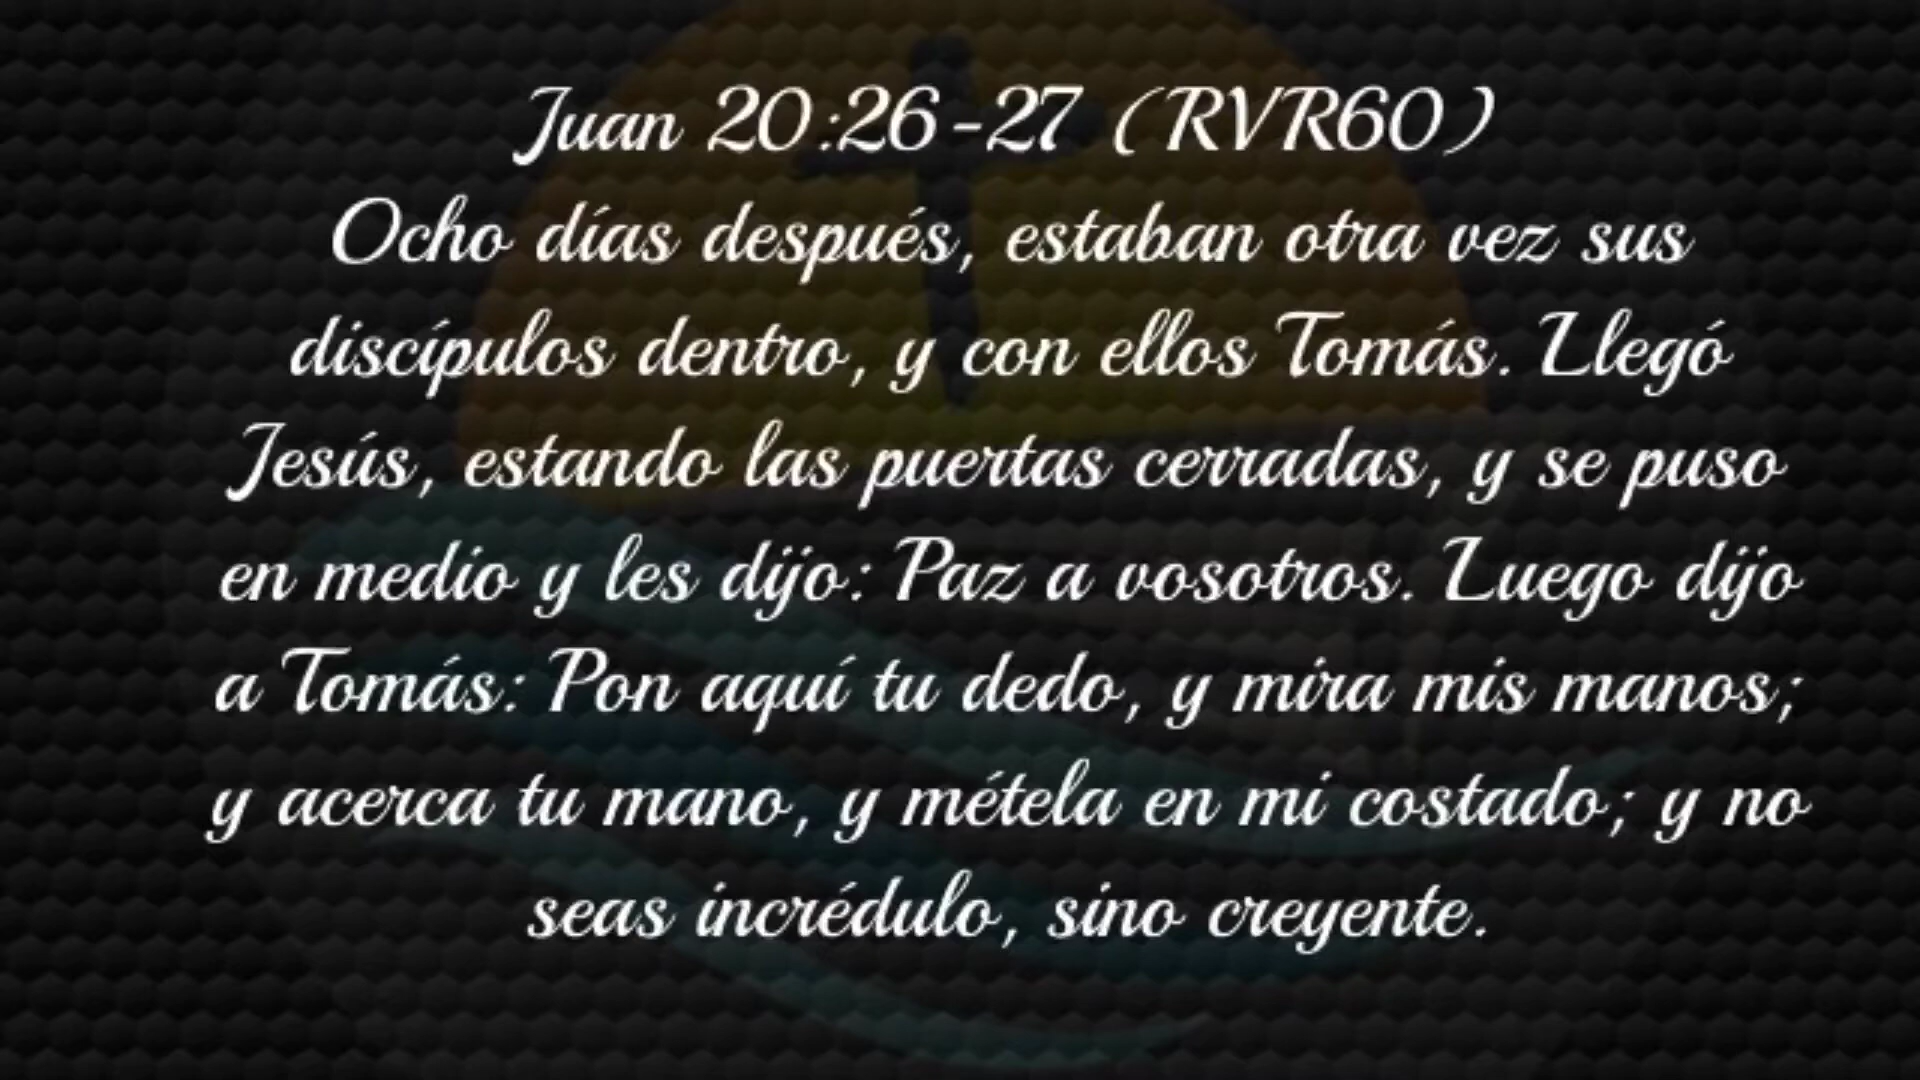 Juan 20:26-27 (RVR60)
Ocho días después, estaban otra vez sus
discípulos dentro, y con ellos Tomás. Llegó
Jesús, estando las puertas cerradas, y se puso
en medio y les dijo: Paz a vosotros. Luego dijo
a Tomás: Pon aquí tu dedo, y mira mis manos;
y acerca tu mano, y métela en mi costado; y no
seas incrédulo, sino creyente.